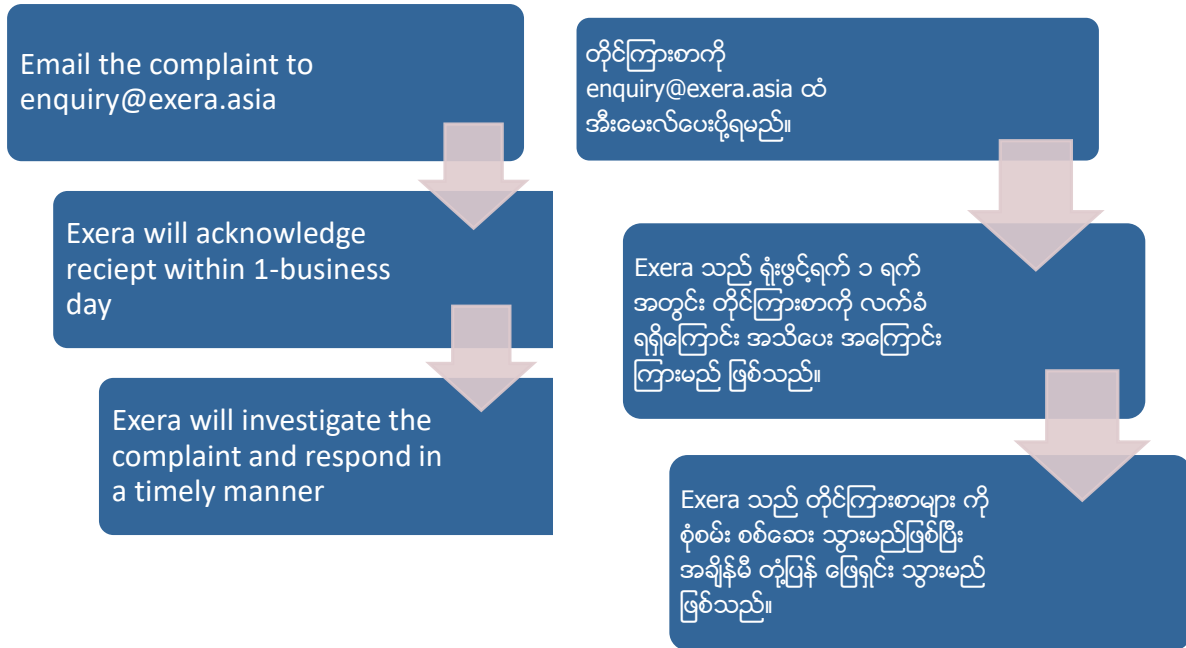 Email the complaint to
enquiry@exera.asia
Exera will acknowledge
reciept within 1-business
day
Exera will investigate the
complaint and respond in
a timely manner
တိုင်ကြားစာကို
enquiry@exera.asia ထံ
အီးမေးလ်ပေးပို့ရမည်။
Exera သည် ရုံးဖွင့်ရက် ၁ ရက်
အတွင်း တိုင်ကြားစာကို လက်ခံ
ရရှိကြောင်း အသိပေး အကြောင်း
ကြားမည် ဖြစ်သည်။
Exera သည် တိုင်ကြားစာများ ကို
စုံစမ်း စစ်ဆေး သွားမည်ဖြစ်ပြီး
အချိန်မီ တုံ့ပြန် ဖြေရှင်း သွားမည်
ဖြစ်သည်။